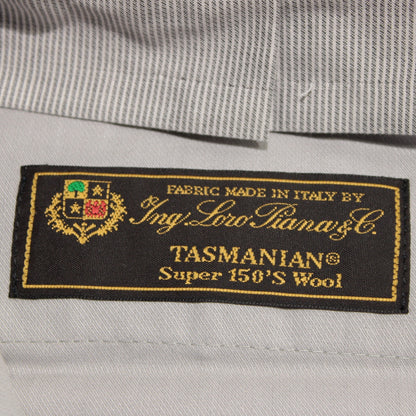 FABRIC MADE IN ITALY BY
Ing. Loro Piana & C.
TASMANIAN®
Super 150'S Wool